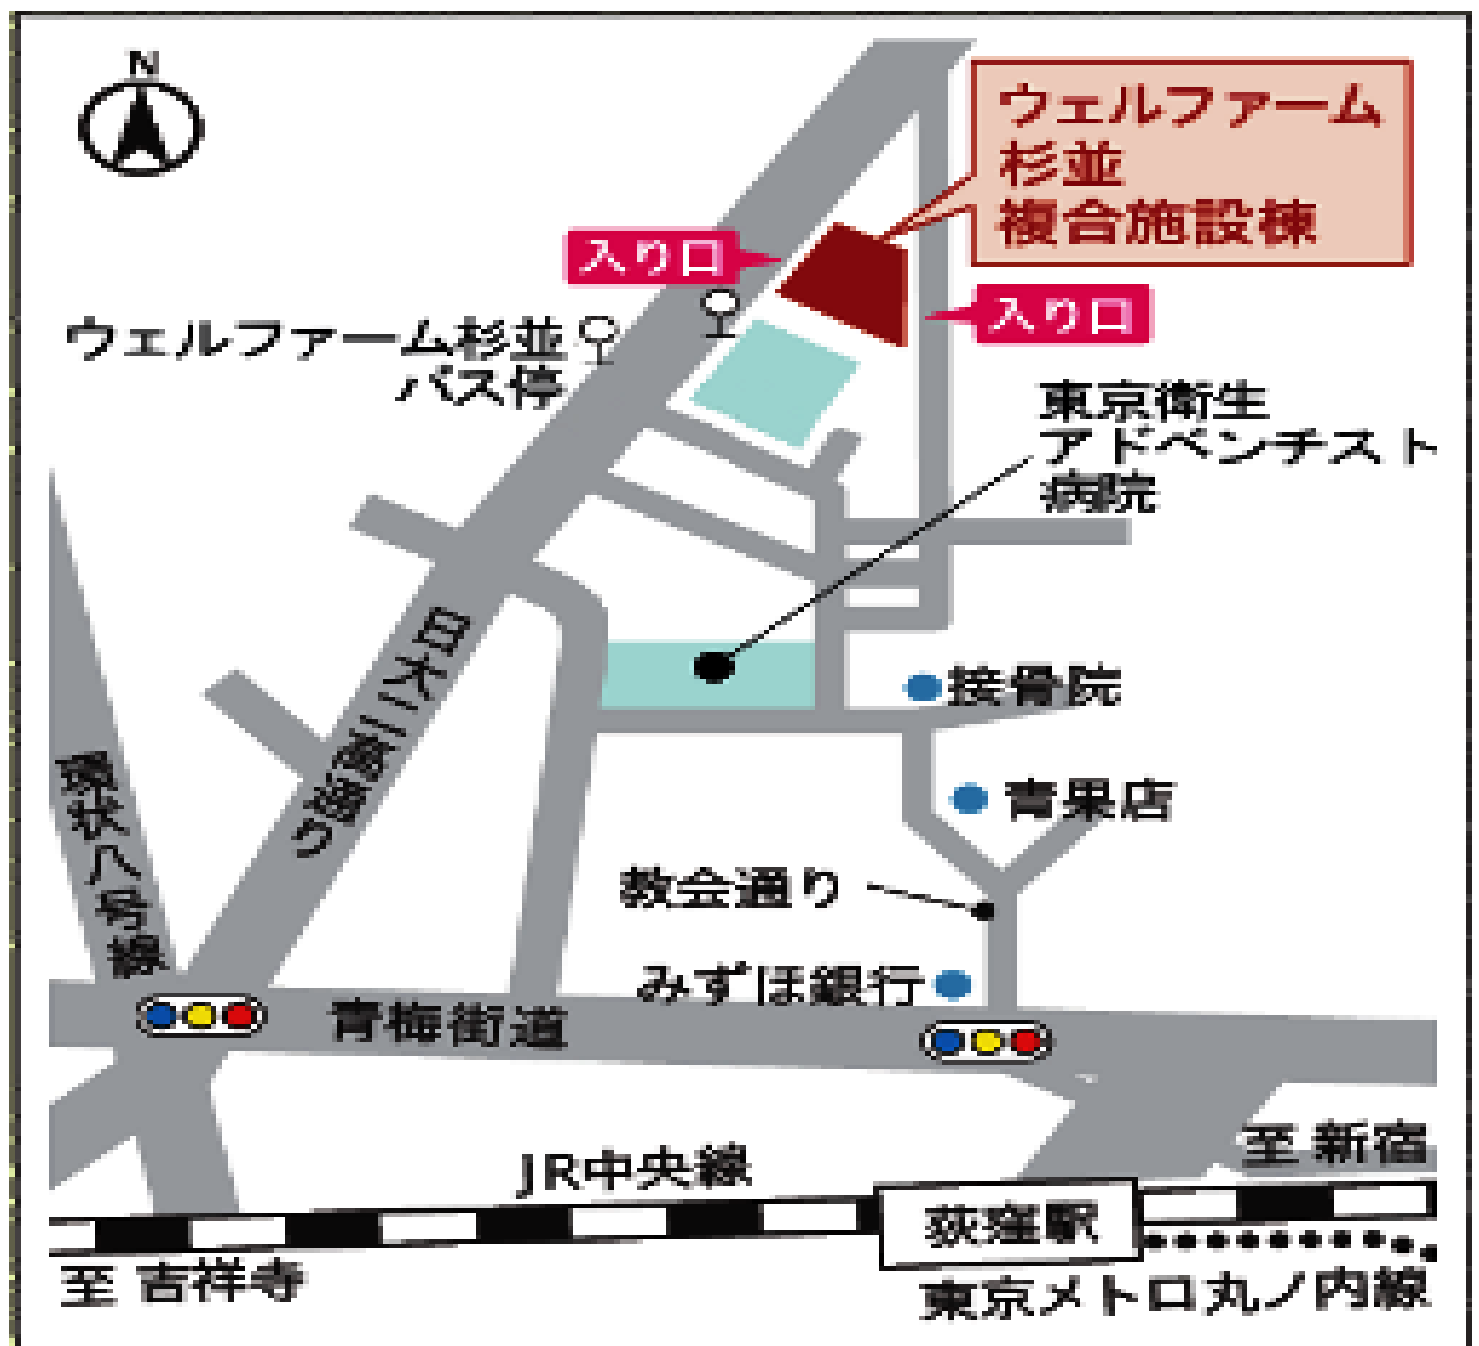 N
ウェルファーム
杉並
複合施設棟
入り口
入り口
ウェルファーム杉並
バス停
東京衛生
アドベンチスト
病院
日大二高通り
接骨院
環状八号線
青果店
教会通り
みずほ銀行
青梅街道
至 新宿
JR中央線
荻窪駅
至 吉祥寺
東京メトロ丸ノ内線